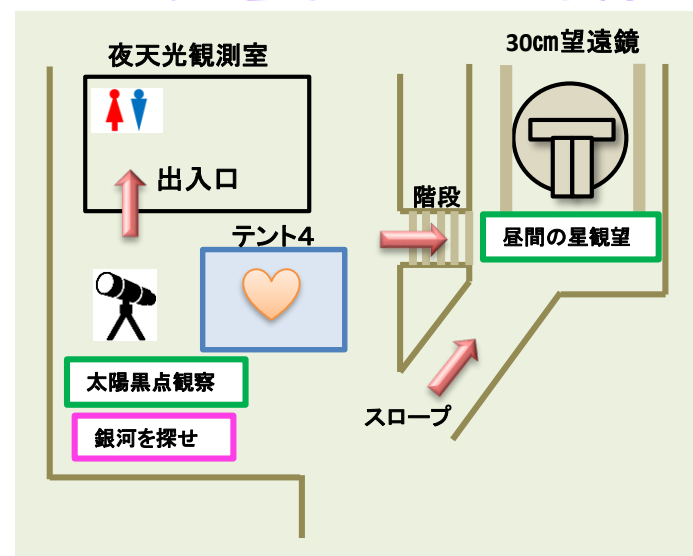 30㎝望遠鏡
夜天光観測室
出入口
階段
テント4
昼間の星観望
太陽黒点観察
スロープ
銀河を探せ